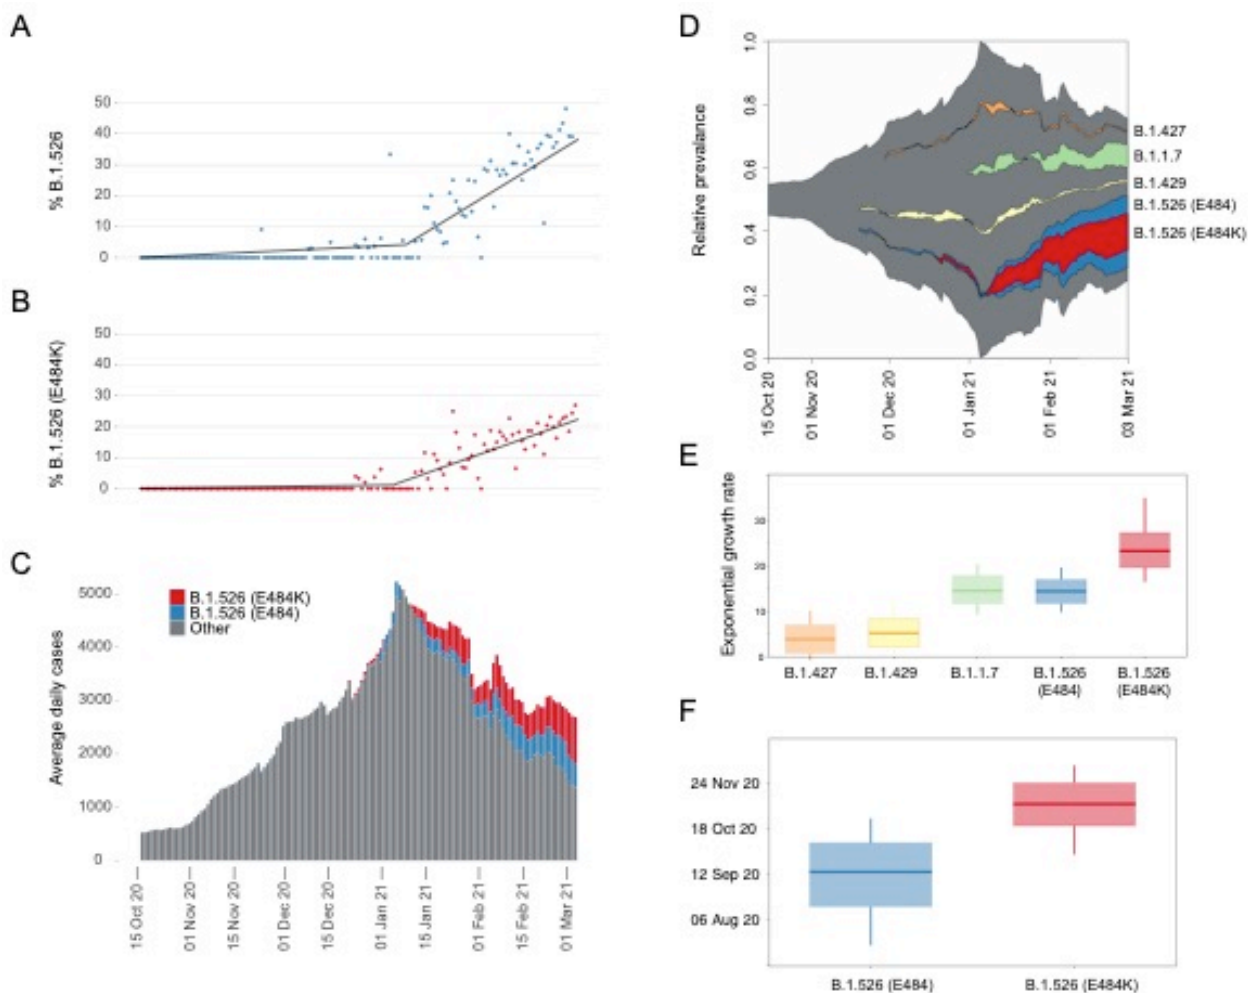 A
% B.1.526
50
40
30
20
10
0
B
% B.1.526 (E484K)
50
40
30
20
10
0
C
Average daily cases
5000
4000
3000
2000
1000
0
B.1.526 (E484K)
B.1.526 (E484)
Other
15 Oct 20
01 Nov 20
15 Nov 20
01 Dec 20
15 Dec 20
01 Jan 21
15 Jan 21
01 Feb 21
15 Feb 21
01 Mar 21
D
Relative prevalance
1.0
0.8
0.6
0.4
0.2
0.0
B.1.427
B.1.1.7
B.1.429
B.1.526 (E484)
B.1.526 (E484K)
15 Oct 20
01 Nov 20
01 Dec 20
01 Jan 21
01 Feb 21
03 Mar 21
E
Exponential growth rate
30
20
10
B.1.427
B.1.429
B.1.1.7
B.1.526
(E484)
B.1.526
(E484K)
F
24 Nov 20
18 Oct 20
12 Sep 20
06 Aug 20
B.1.526 (E484)
B.1.526 (E484K)